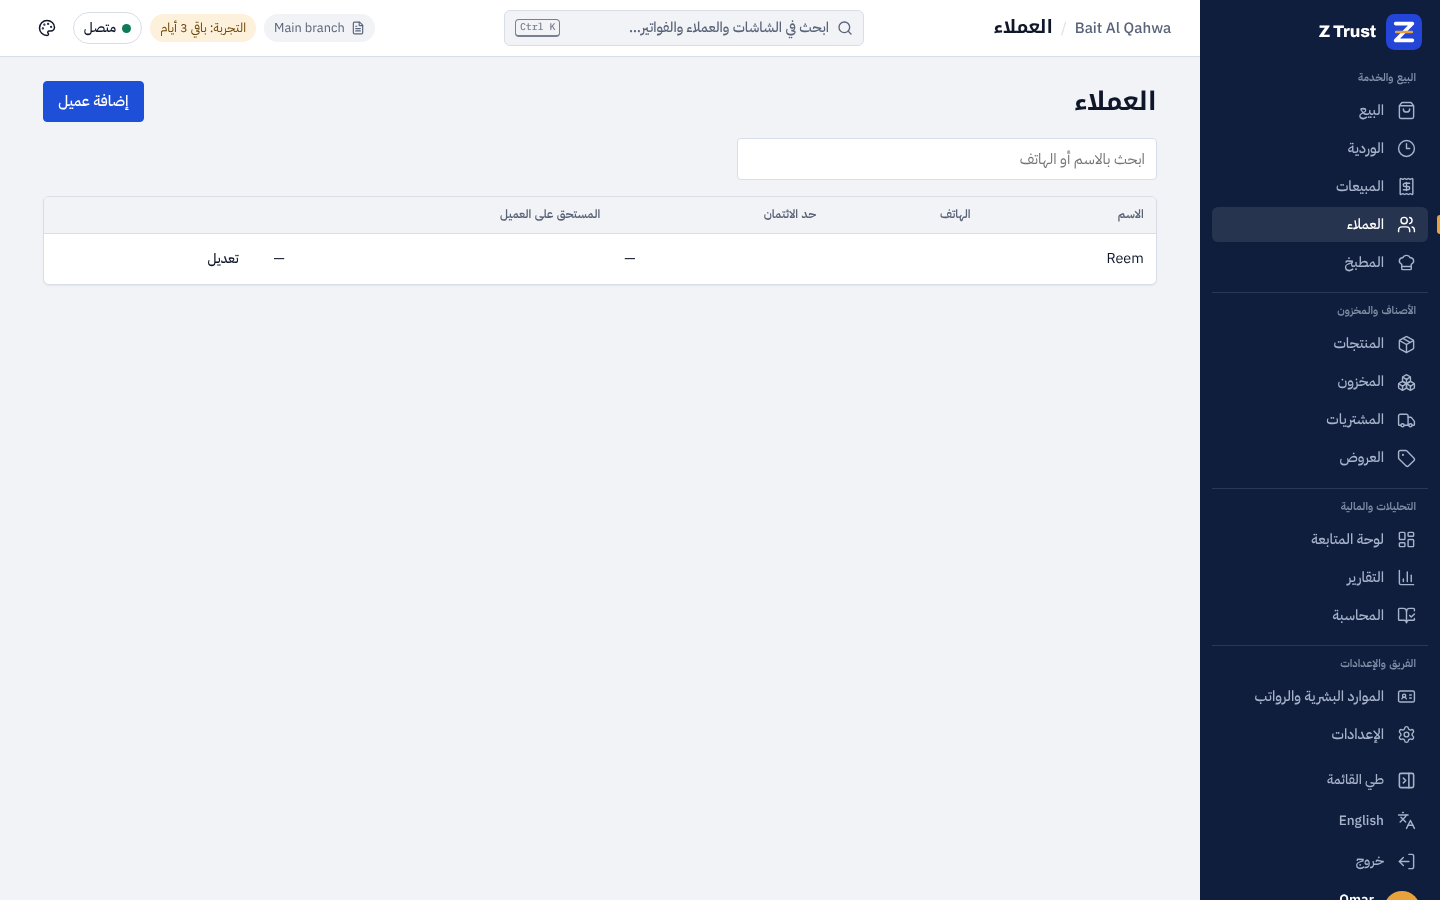 Z Trust
البيع والخدمة
البيع
الوردية
المبيعات
العملاء
المطبخ
الأصناف والمخزون
المنتجات
المخزون
المشتريات
العروض
التحليلات والمالية
لوحة المتابعة
التقارير
المحاسبة
الفريق والإعدادات
الموارد البشرية والرواتب
الإعدادات
طي القائمة
English
خروج
Omar
Bait Al Qahwa / العملاء
ابحث في الشاشات والعملاء والفواتير... Ctrl K
Main branch
التجربة: باقي 3 أيام
متصل
العملاء
إضافة عميل
ابحث بالاسم أو الهاتف
الاسم الهاتف حد الائتمان المستحق على العميل
Reem — — تعديل